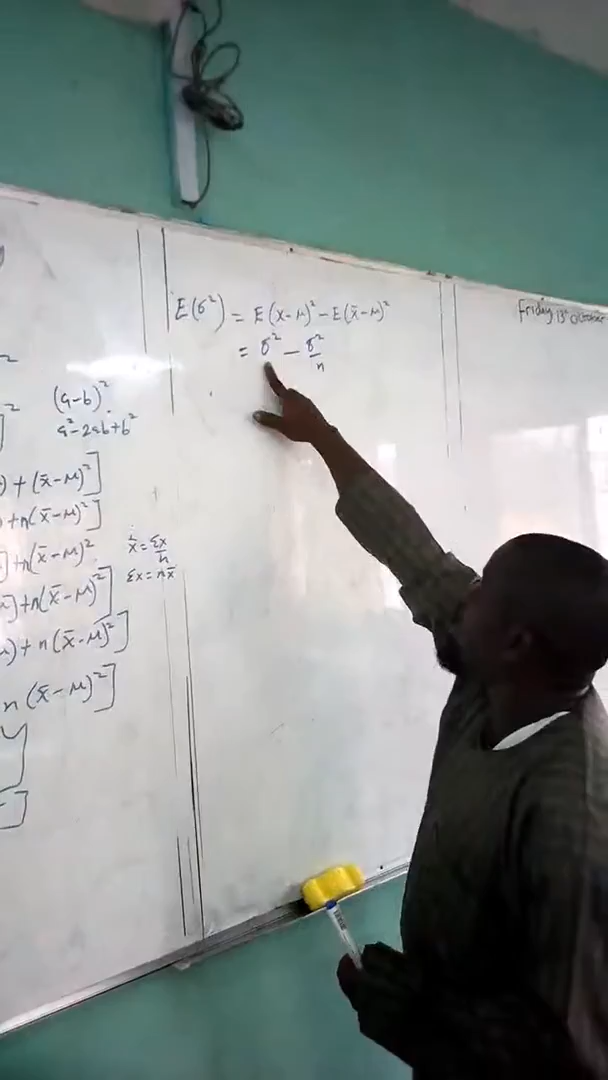 E(σ²) = E(x-μ)² - E(x̄-μ)²
= σ² - σ²/n
(a-b)²
a²-2ab+b²
) + (x̄-μ)²]
+n(x̄-μ)²]
+n(x̄-μ)²
+n(x̄-μ)²]
) + n(x̄-μ)²]
n(x̄-μ)²]
x̄ = Σx/n
Σx = nx̄
Friday 13